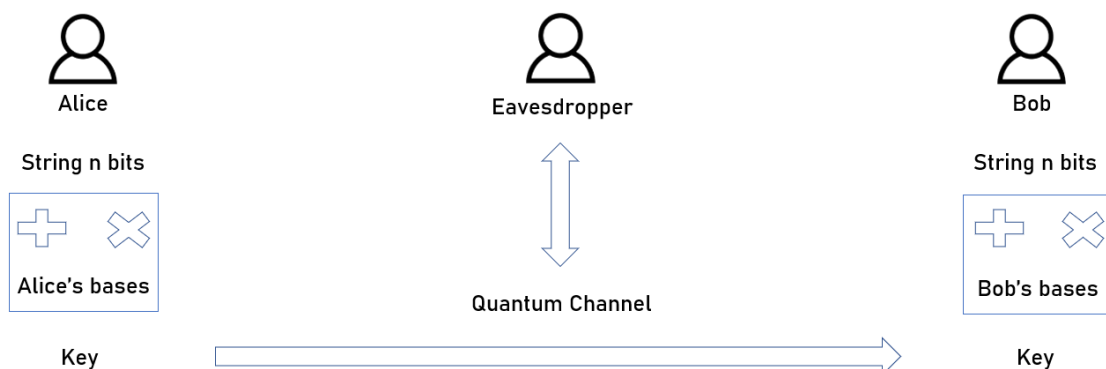 Alice
Eavesdropper
Bob
String n bits
String n bits
Alice's bases
Quantum Channel
Bob's bases
Key
Key